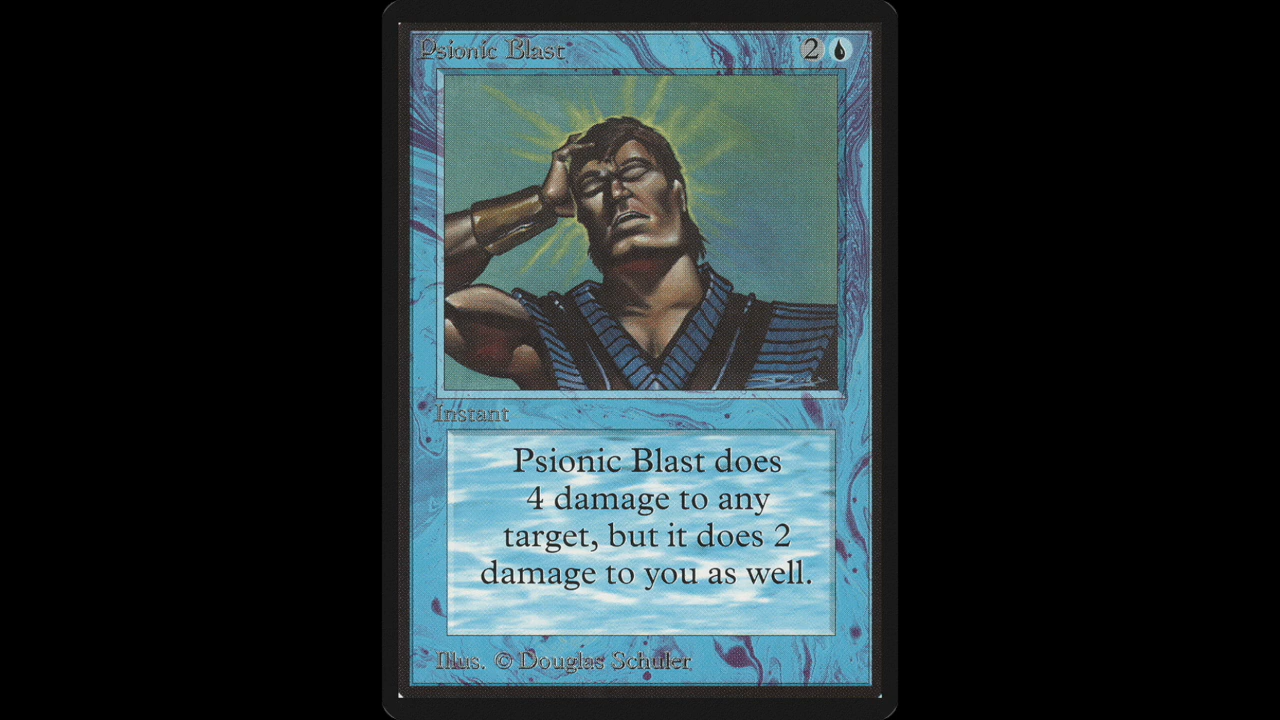 Psionic Blast 2
Instant
Psionic Blast does
4 damage to any
target, but it does 2
damage to you as well.
Illus. © Douglas Schuler